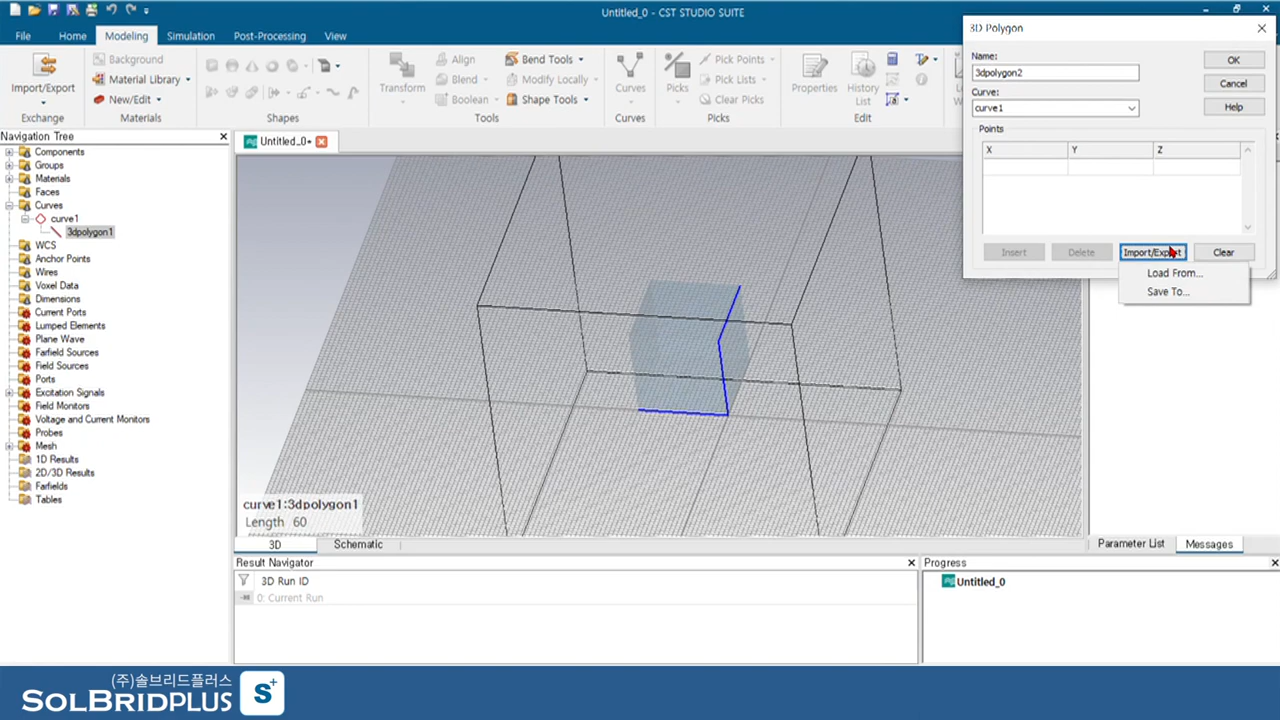 Untitled_0 - CST STUDIO SUITE
File Home Modeling Simulation Post-Processing View
Import/Export
Exchange
Background
Material Library
New/Edit
Materials
Shapes
Transform
Align
Blend
Boolean
Bend Tools
Modify Locally
Shape Tools
Tools
Curves
Curves
Picks
Pick Points
Pick Lists
Clear Picks
Picks
Properties
History List
Edit
3D Polygon
Name:
3dpolygon2
Curve:
curve1
Points
X Y Z
OK
Cancel
Help
Insert Delete Import/Export Clear
Load From...
Save To...
Navigation Tree
Components
Groups
Materials
Faces
Curves
curve1
3dpolygon1
WCS
Anchor Points
Wires
Voxel Data
Dimensions
Current Ports
Lumped Elements
Plane Wave
Farfield Sources
Field Sources
Ports
Excitation Signals
Field Monitors
Voltage and Current Monitors
Probes
Mesh
1D Results
2D/3D Results
Farfields
Tables
Untitled_0*
curve1:3dpolygon1
Length 60
3D Schematic
Parameter List Messages
Result Navigator
3D Run ID
0: Current Run
Progress
Untitled_0
(주)솔브리드플러스
SOLBRIDPLUS S+